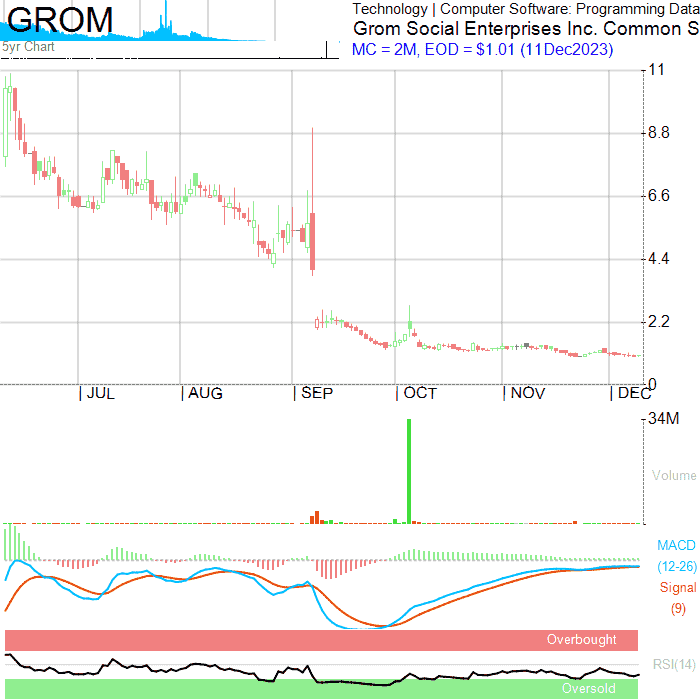 GROM
5yr Chart
Technology | Computer Software: Programming Data
Grom Social Enterprises Inc. Common S
MC = 2M, EOD = $1.01 (11Dec2023)
11
8.8
6.6
4.4
2.2
0
| JUL | AUG | SEP | OCT | NOV | DEC
34M
Volume
MACD
(12-26)
Signal
(9)
Overbought
RSI(14)
Oversold